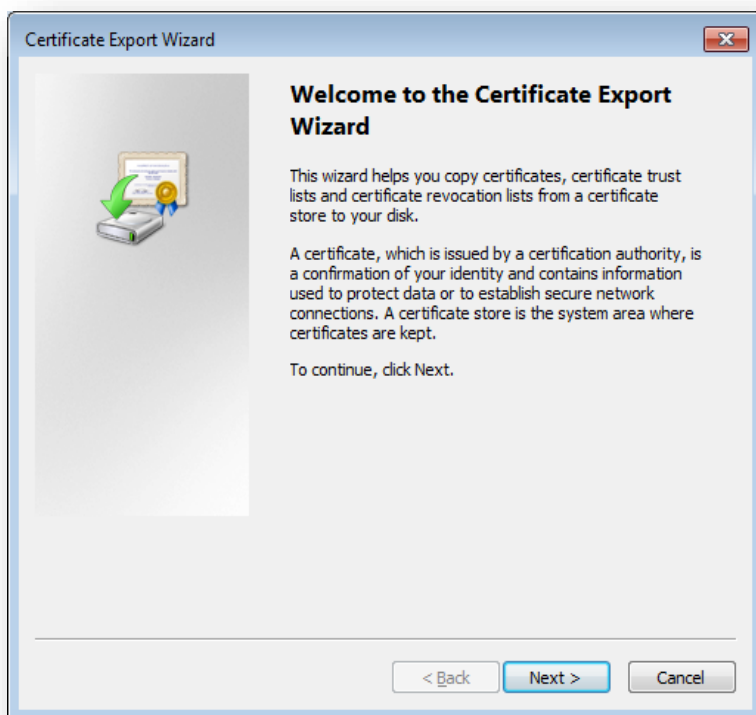 Certificate Export Wizard
Welcome to the Certificate Export
Wizard
This wizard helps you copy certificates, certificate trust
lists and certificate revocation lists from a certificate
store to your disk.
A certificate, which is issued by a certification authority, is
a confirmation of your identity and contains information
used to protect data or to establish secure network
connections. A certificate store is the system area where
certificates are kept.
To continue, click Next.
< Back Next > Cancel